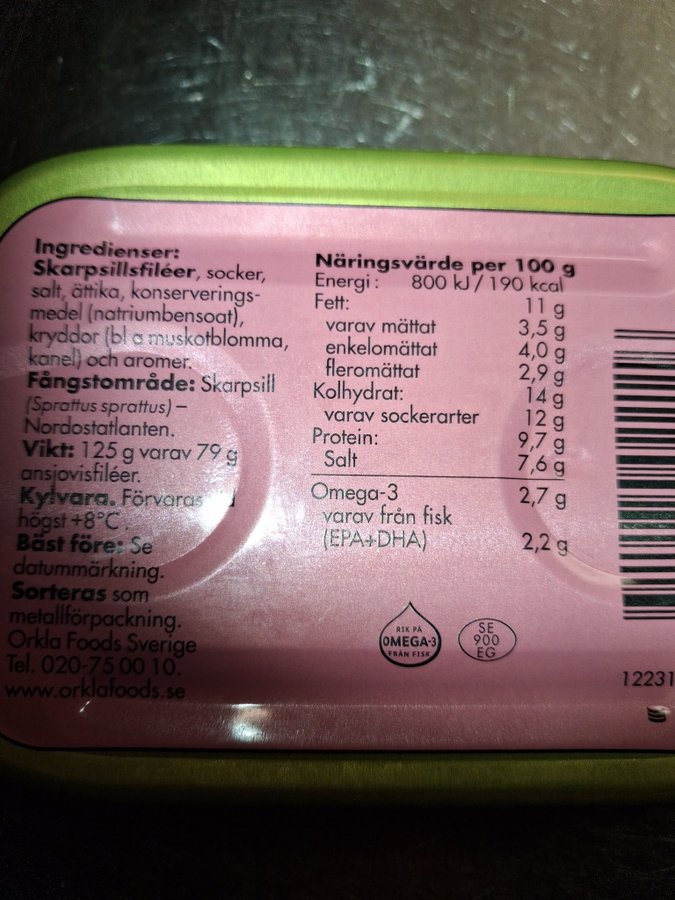 Ingredienser:
Skarpsillsfiléer, socker,
salt, ättika, konserverings-
medel (natriumbensoat),
kryddor (bl a muskotblomma,
kanel) och aromer.
Fångstområde: Skarpsill
(Sprattus sprattus) –
Nordostatlanten.
Vikt: 125 g varav 79 g
ansjovisfiléer.
Kylvara. Förvaras
högst +8°C.
Bäst före: Se
datummärkning.
Sorteras som
metallförpackning.
Orkla Foods Sverige
Tel. 020-75 00 10.
www.orklafoods.se
Näringsvärde per 100 g
Energi: 800 kJ / 190 kcal
Fett: 11 g
varav mättat 3,5 g
enkelomättat 4,0 g
fleromättat 2,9 g
Kolhydrat: 14 g
varav sockerarter 12 g
Protein: 9,7 g
Salt 7,6 g
Omega-3 2,7 g
varav från fisk
(EPA+DHA) 2,2 g
RIK PÅ
OMEGA-3
FRÅN FISK
SE
900
EG
12231